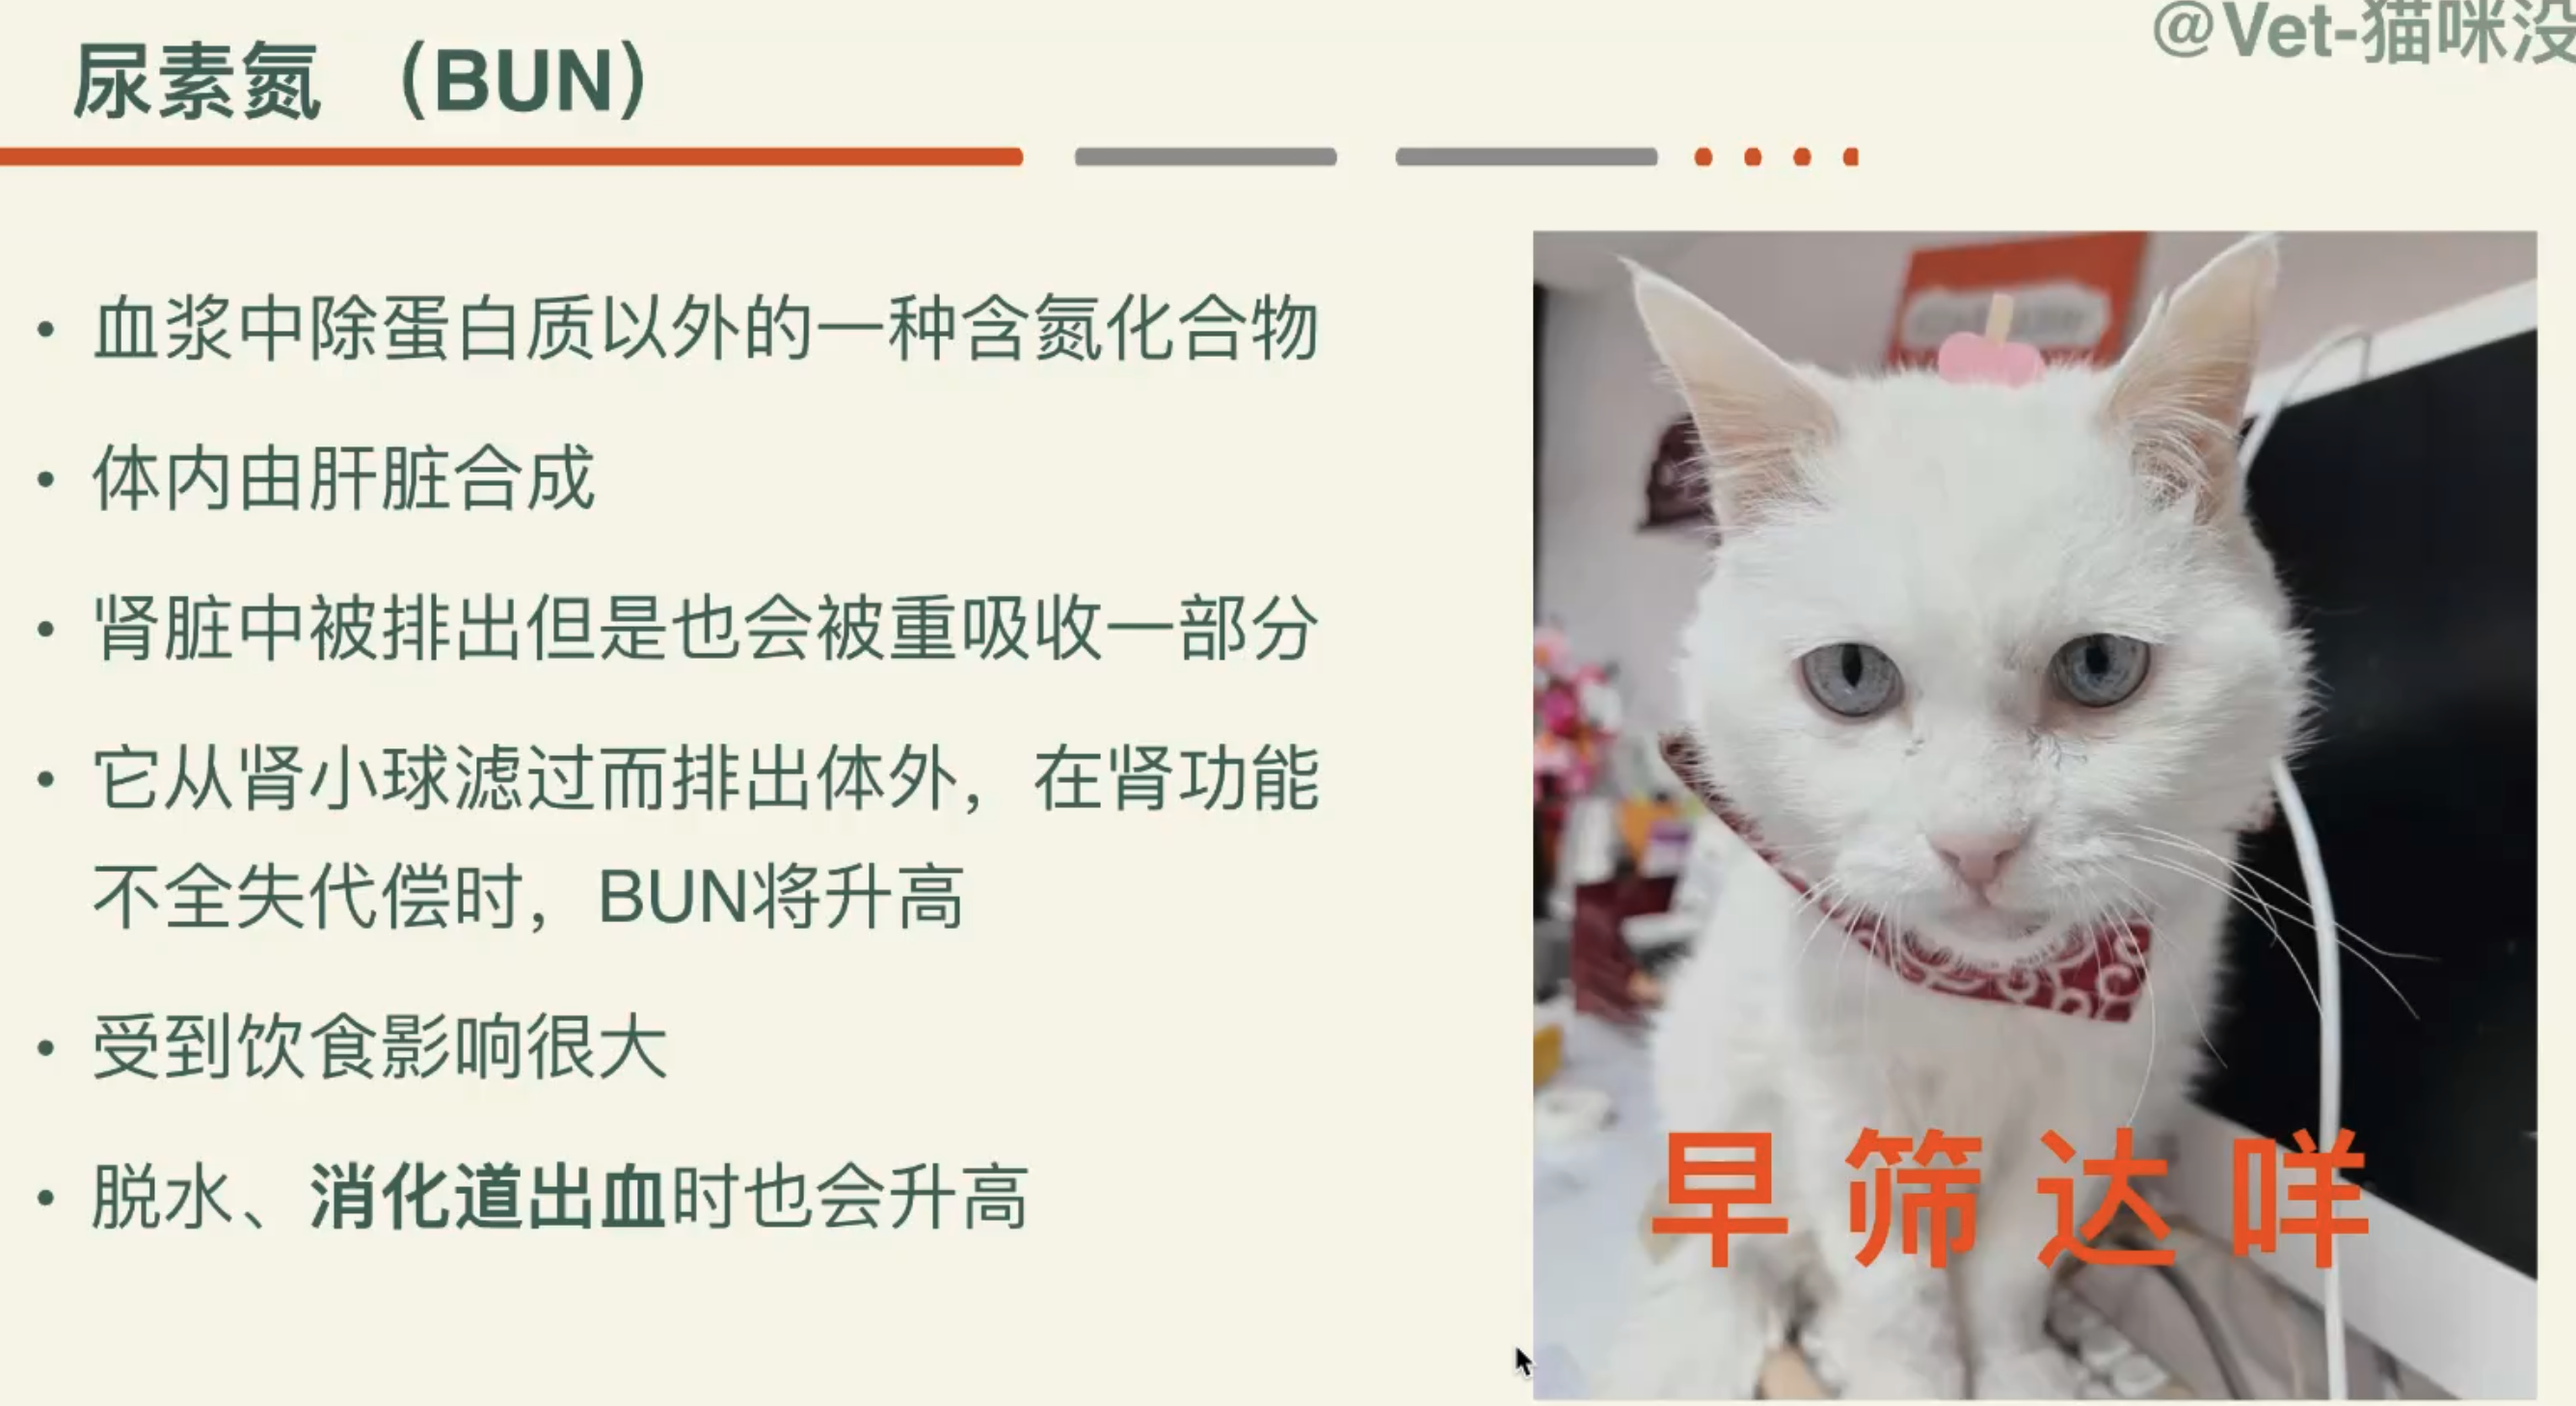 尿素氮 （BUN）
@Vet-猫咪没
• 血浆中除蛋白质以外的一种含氮化合物
• 体内由肝脏合成
• 肾脏中被排出但是也会被重吸收一部分
• 它从肾小球滤过而排出体外，在肾功能
不全失代偿时，BUN将升高
• 受到饮食影响很大
• 脱水、消化道出血时也会升高
早筛达咩